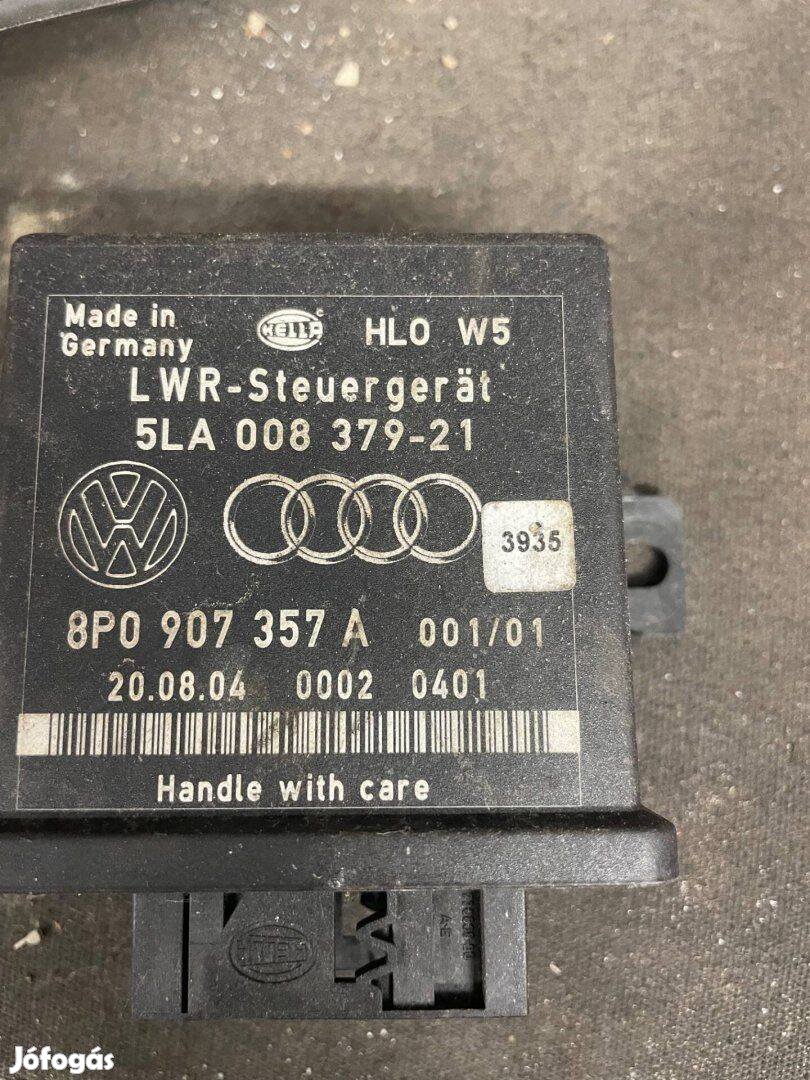 Made in
Germany
HELLA HLO W5
LWR-Steuergerät
5LA 008 379-21
3935
8P0 907 357 A 001/01
20.08.04 0002 0401
Handle with care
HELLA
Jófogás